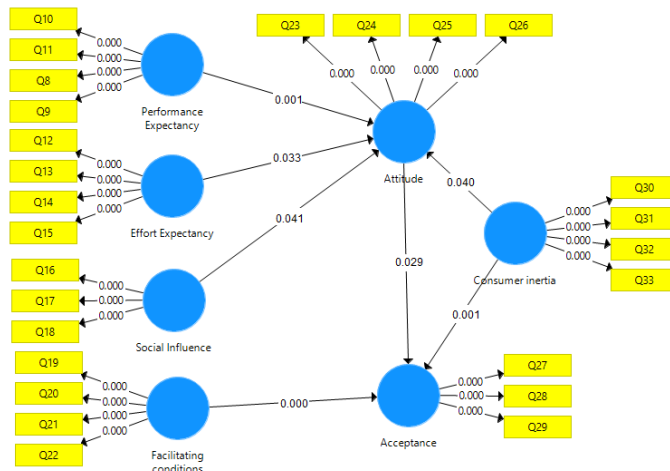 Q10
Q11
Q8
Q9
0.000
0.000
0.000
0.000
Performance
Expectancy
Q12
Q13
Q14
Q15
0.000
0.000
0.000
0.000
Effort Expectancy
Q16
Q17
Q18
0.000
0.000
0.000
Social Influence
Q19
Q20
Q21
Q22
0.000
0.000
0.000
0.000
Facilitating
conditions
Q23
Q24
Q25
Q26
0.000
0.000
0.000
0.000
Attitude
0.001
0.033
0.041
0.040
0.029
0.001
0.000
Consumer inertia
Q30
Q31
Q32
Q33
0.000
0.000
0.000
0.000
Acceptance
Q27
Q28
Q29
0.000
0.000
0.000